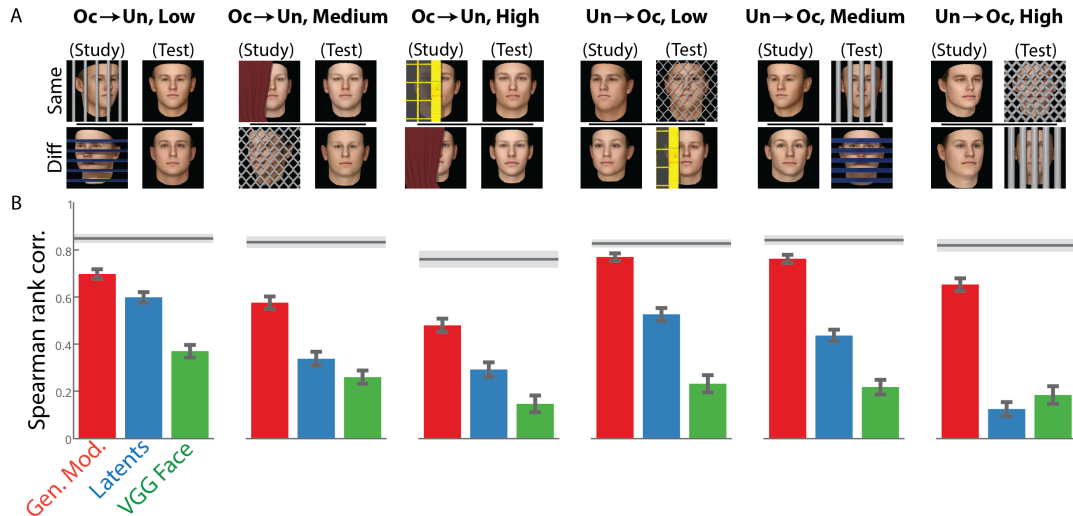 A
Oc→Un, Low
Oc→Un, Medium
Oc→Un, High
Un→Oc, Low
Un→Oc, Medium
Un→Oc, High
(Study) (Test)
(Study) (Test)
(Study) (Test)
(Study) (Test)
(Study) (Test)
(Study) (Test)
Same
Diff
B
Spearman rank corr.
1
0.8
0.6
0.4
0.2
0
Gen. Mod.
Latents
VGG Face